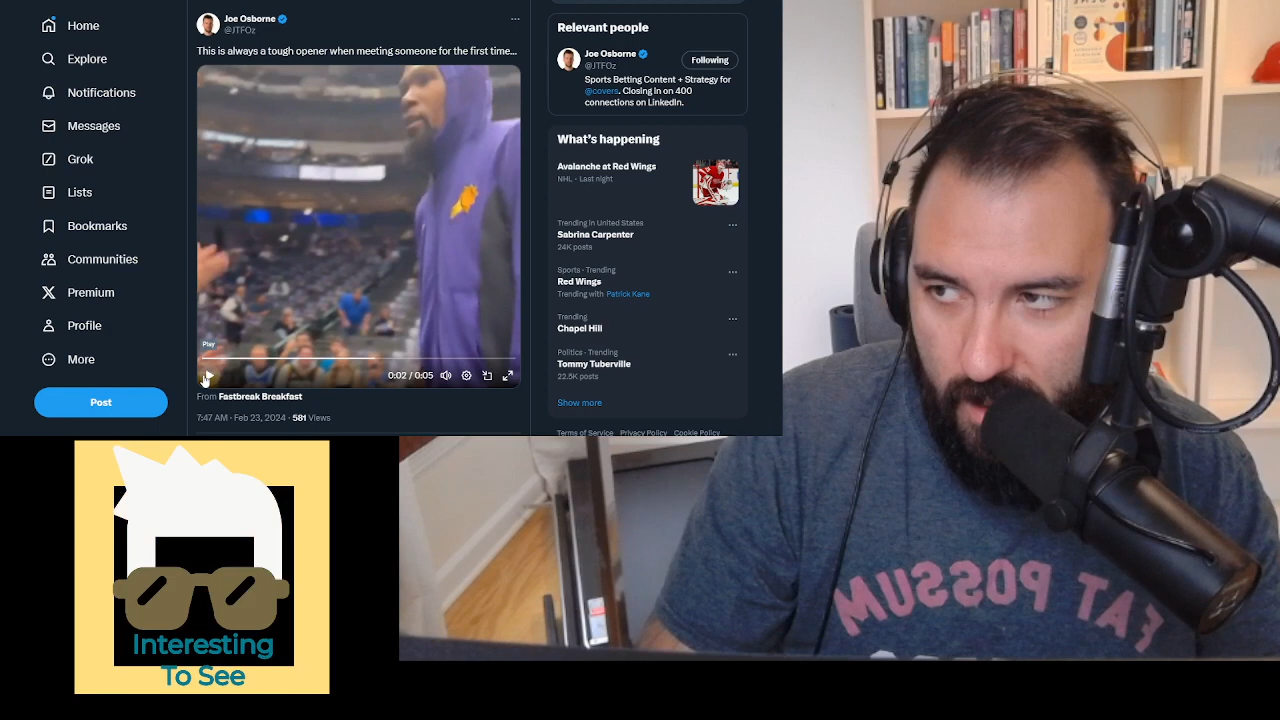 Home
Explore
Notifications
Messages
Grok
Lists
Bookmarks
Communities
Premium
Profile
More
Post
Joe Osborne
@JTFOz
This is always a tough opener when meeting someone for the first time...
Play
0:02 / 0:05
From Fastbreak Breakfast
7:47 AM · Feb 23, 2024 · 581 Views
Relevant people
Joe Osborne
@JTFOz
Following
Sports Betting Content + Strategy for
@covers. Closing in on 400
connections on LinkedIn.
What's happening
Avalanche at Red Wings
NHL · Last night
Trending in United States
Sabrina Carpenter
24K posts
Sports · Trending
Red Wings
Trending with Patrick Kane
Trending
Chapel Hill
Politics · Trending
Tommy Tuberville
22.5K posts
Show more
Terms of Service Privacy Policy Cookie Policy
Interesting
To See
FAT POSSUM